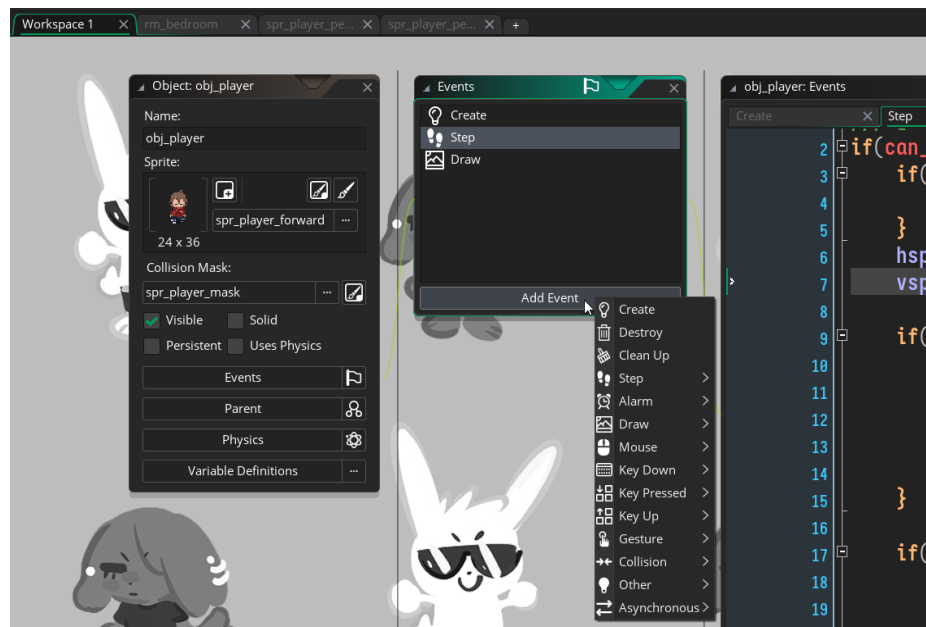 Workspace 1
rm_bedroom
spr_player_pe...
spr_player_pe...
Object: obj_player
Name:
obj_player
Sprite:
spr_player_forward
24 x 36
Collision Mask:
spr_player_mask
Visible
Solid
Persistent
Uses Physics
Events
Parent
Physics
Variable Definitions
Events
Create
Step
Draw
Add Event
Create
Destroy
Clean Up
Step
Alarm
Draw
Mouse
Key Down
Key Pressed
Key Up
Gesture
Collision
Other
Asynchronous
obj_player: Events
Create
Step
2 if(can_
3 if(
4
5 }
6 hsp
7 vsp
8
9 if(
10
11
12
13
14
15 }
16
17 if(
18
19